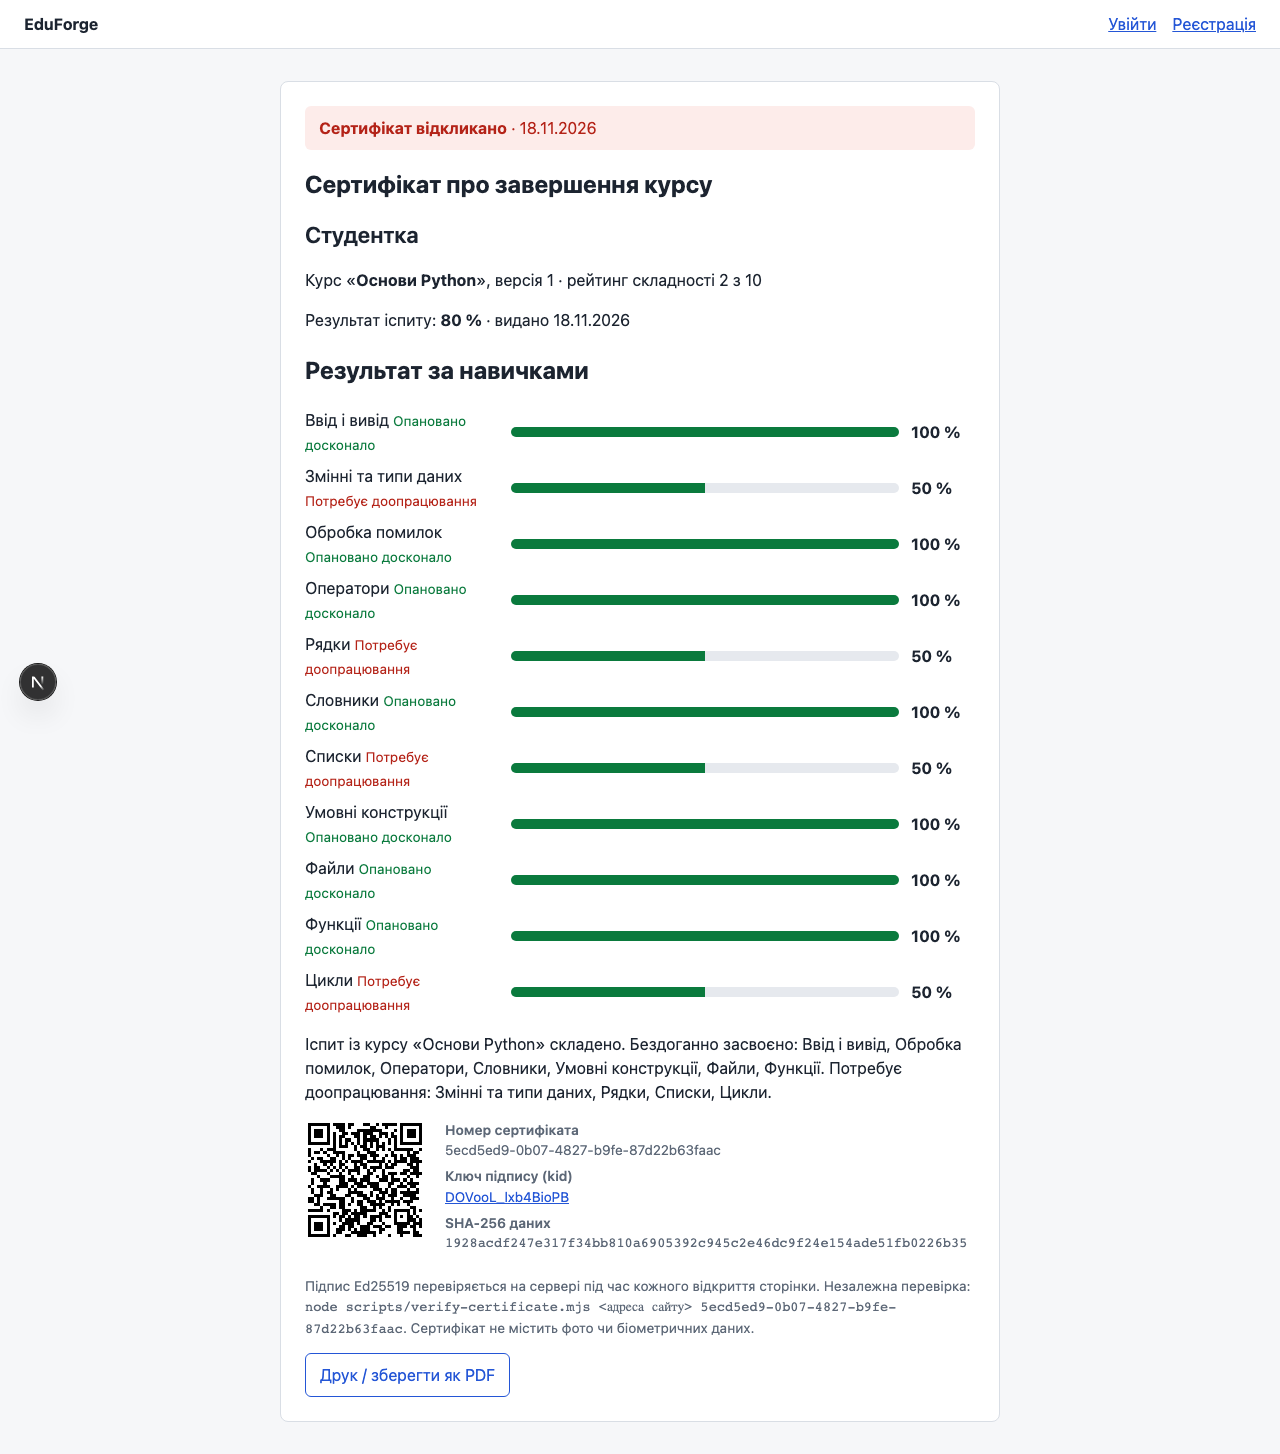 EduForge
Увійти Реєстрація
Сертифікат відкликано · 18.11.2026
Сертифікат про завершення курсу
Студентка
Курс «Основи Python», версія 1 · рейтинг складності 2 з 10
Результат іспиту: 80 % · видано 18.11.2026
Результат за навичками
Ввід і вивід Опановано
досконало
100 %
Змінні та типи даних
Потребує доопрацювання
50 %
Обробка помилок
Опановано досконало
100 %
Оператори Опановано
досконало
100 %
Рядки Потребує
доопрацювання
50 %
Словники Опановано
досконало
100 %
Списки Потребує
доопрацювання
50 %
Умовні конструкції
Опановано досконало
100 %
Файли Опановано
досконало
100 %
Функції Опановано
досконало
100 %
Цикли Потребує
доопрацювання
50 %
Іспит із курсу «Основи Python» складено. Бездоганно засвоєно: Ввід і вивід, Обробка
помилок, Оператори, Словники, Умовні конструкції, Файли, Функції. Потребує
доопрацювання: Змінні та типи даних, Рядки, Списки, Цикли.
Номер сертифіката
5ecd5ed9-0b07-4827-b9fe-87d22b63faac
Ключ підпису (kid)
DOVooL_Ixb4BioPB
SHA-256 даних
1928acdf247e317f34bb810a6905392c945c2e46dc9f24e154ade51fb0226b35
Підпис Ed25519 перевіряється на сервері під час кожного відкриття сторінки. Незалежна перевірка:
node scripts/verify-certificate.mjs <адреса сайту> 5ecd5ed9-0b07-4827-b9fe-
87d22b63faac. Сертифікат не містить фото чи біометричних даних.
Друк / зберегти як PDF
N